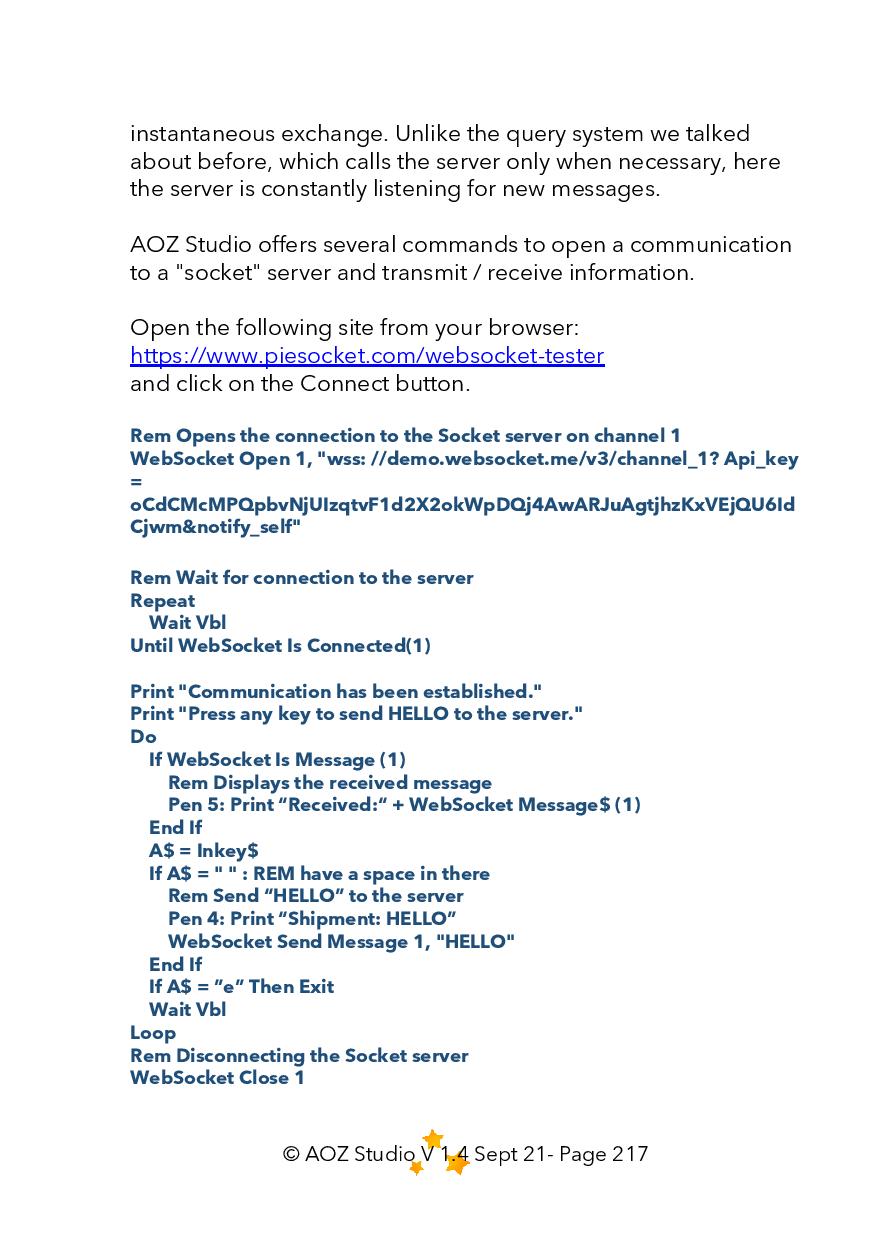 instantaneous exchange. Unlike the query system we talked
about before, which calls the server only when necessary, here
the server is constantly listening for new messages.
AOZ Studio offers several commands to open a communication
to a "socket" server and transmit / receive information.
Open the following site from your browser:
https://www.piesocket.com/websocket-tester
and click on the Connect button.
Rem Opens the connection to the Socket server on channel 1
WebSocket Open 1, "wss: //demo.websocket.me/v3/channel_1? Api_key
=
oCdCMcMPQpbvNjUIzqtvF1d2X2okWpDQj4AwARJuAgtjhzKxVEjQU6Id
Cjwm&notify_self"
Rem Wait for connection to the server
Repeat
Wait Vbl
Until WebSocket Is Connected(1)
Print "Communication has been established."
Print "Press any key to send HELLO to the server."
Do
If WebSocket Is Message (1)
Rem Displays the received message
Pen 5: Print “Received:“ + WebSocket Message$ (1)
End If
A$ = Inkey$
If A$ = " " : REM have a space in there
Rem Send “HELLO” to the server
Pen 4: Print “Shipment: HELLO”
WebSocket Send Message 1, "HELLO"
End If
If A$ = ”e” Then Exit
Wait Vbl
Loop
Rem Disconnecting the Socket server
WebSocket Close 1
© AOZ Studio V 1.4 Sept 21- Page 217